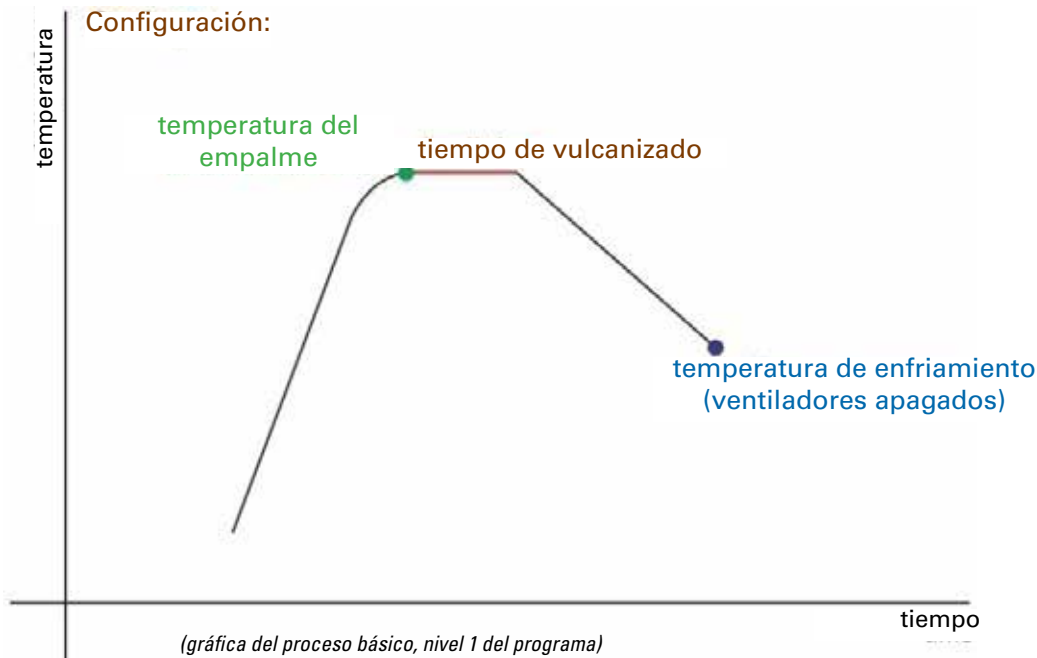 Configuración:
temperatura
temperatura del
empalme
tiempo de vulcanizado
temperatura de enfriamiento
(ventiladores apagados)
tiempo
(gráfica del proceso básico, nivel 1 del programa)